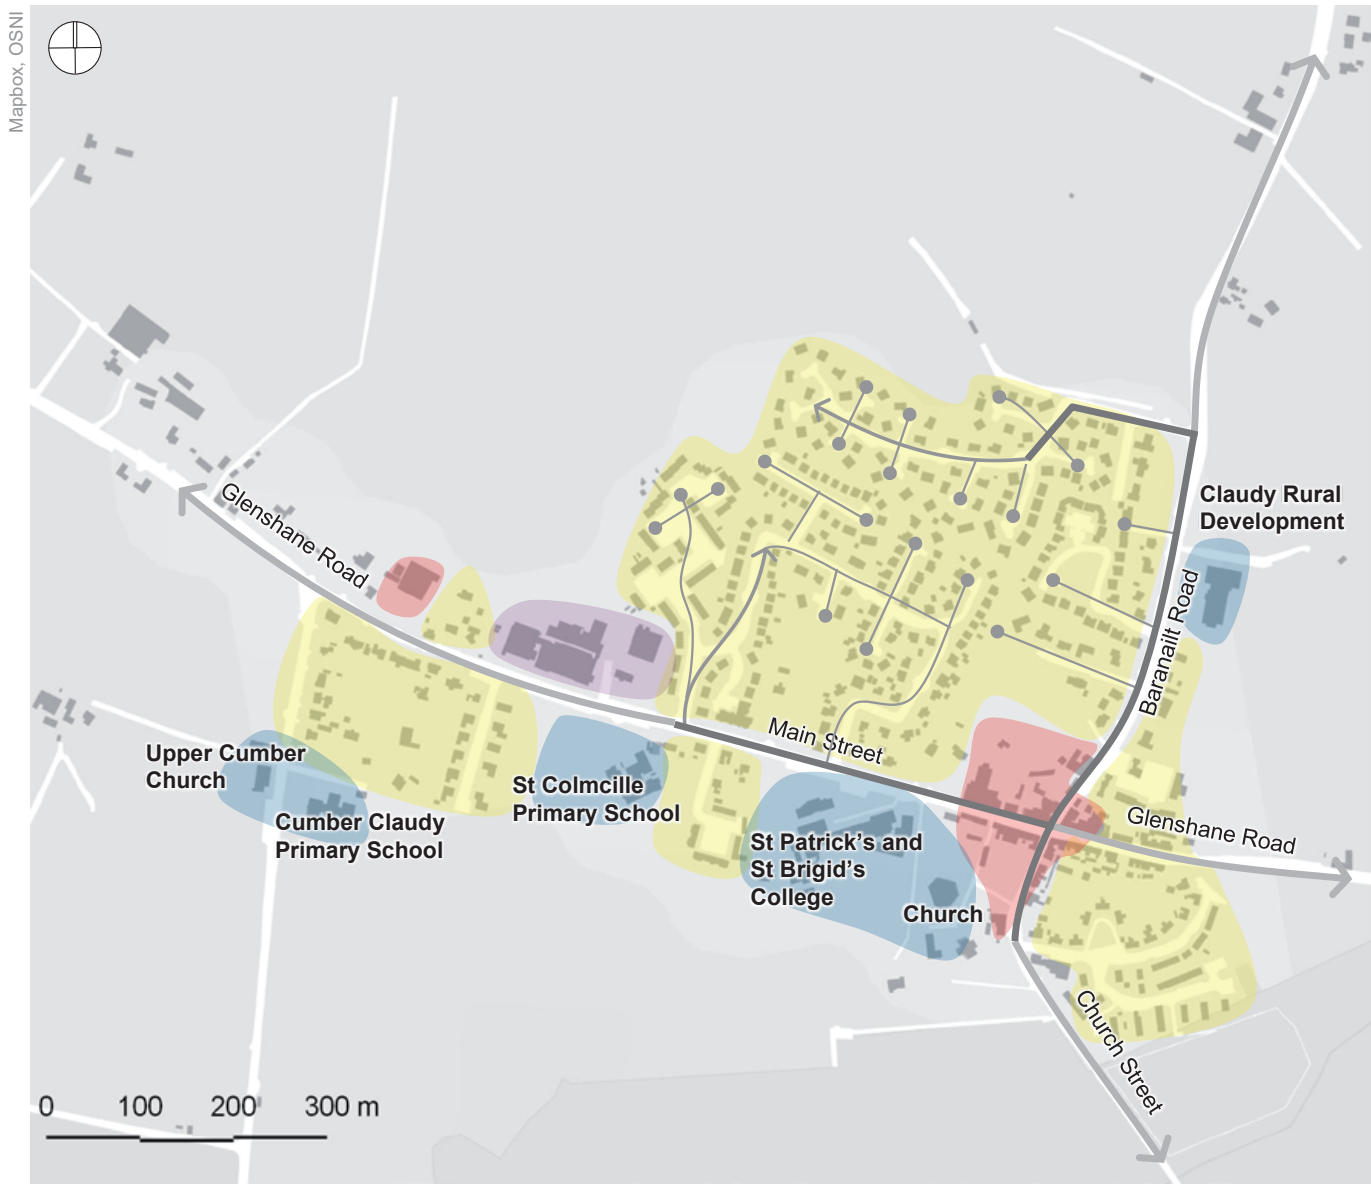 Mapbox, OSNI
Claudy Rural
Development
Glenshane Road
Baranailt Road
Main Street
Upper Cumber
Church
St Colmcille
Primary School
Cumber Claudy
Primary School
Glenshane Road
St Patrick's and
St Brigid's
College
Church
Church Street
0 100 200 300 m